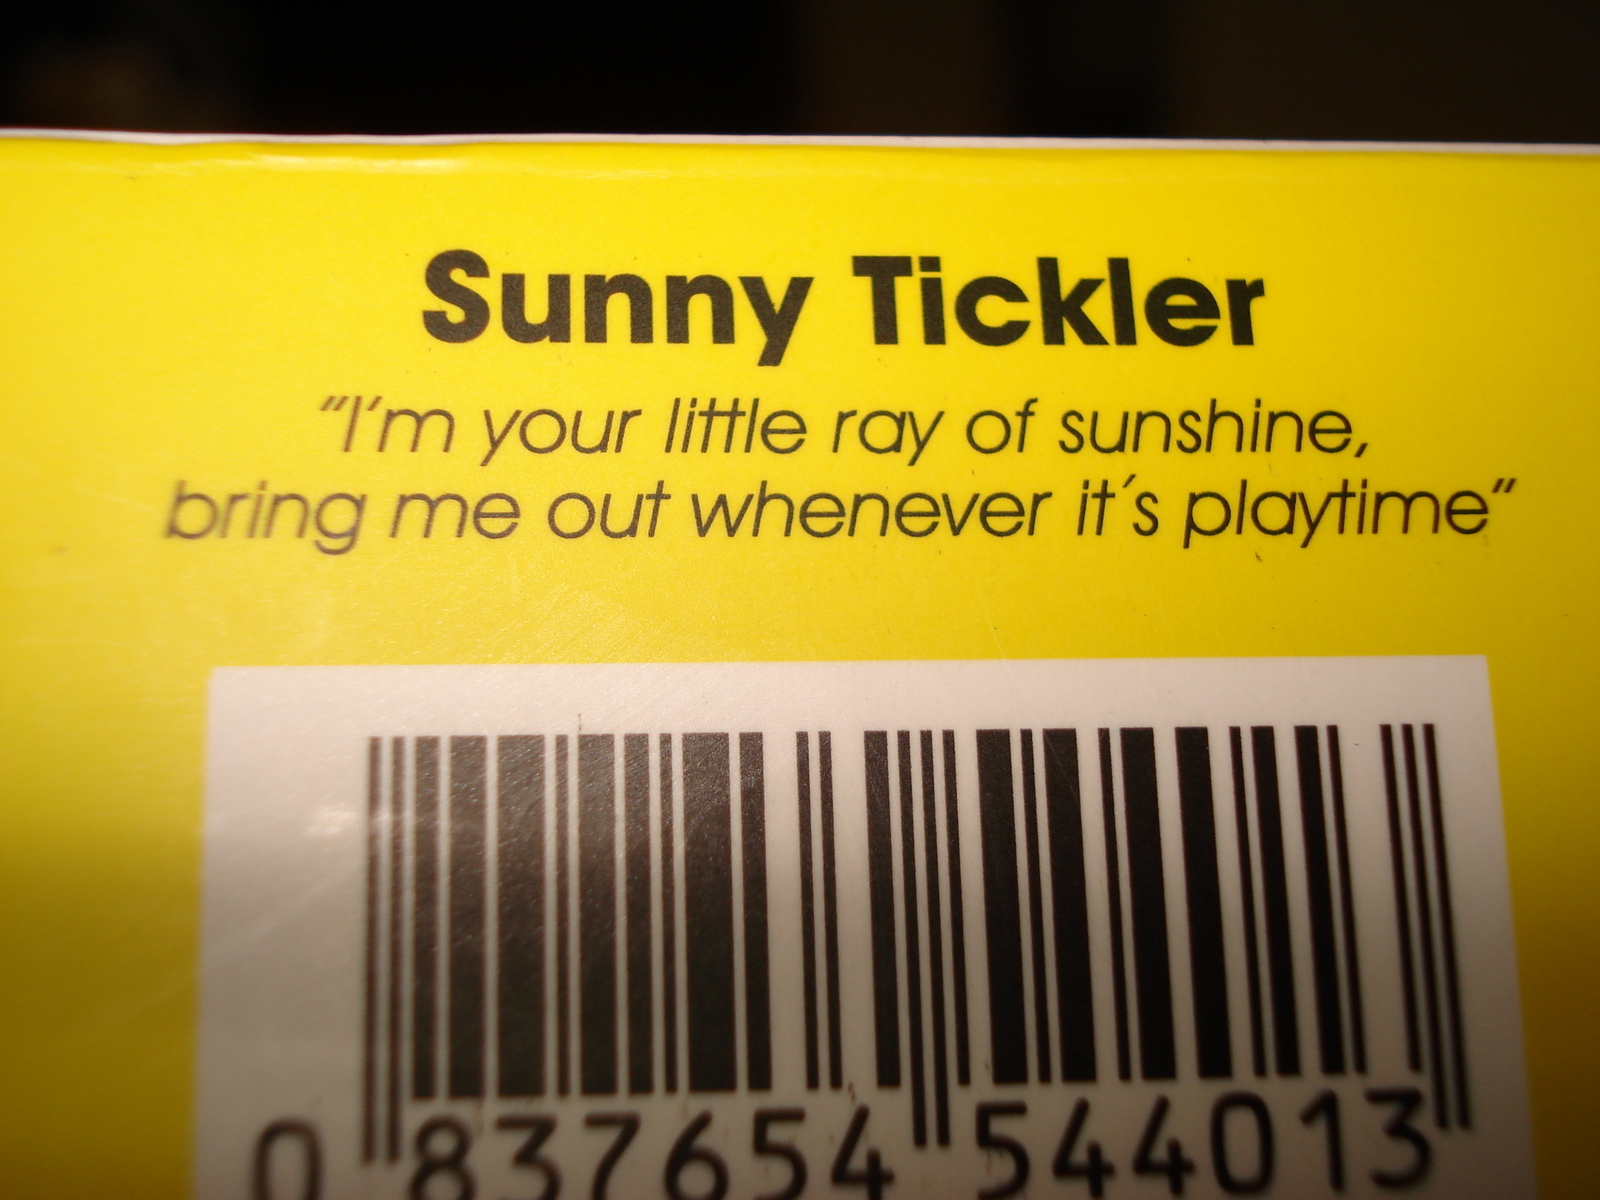 Sunny Tickler
“I'm your little ray of sunshine,
bring me out whenever it´s playtime“
0 837654 544013